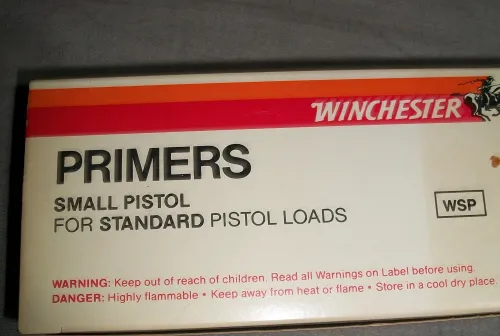 WINCHESTER
PRIMERS
SMALL PISTOL
FOR STANDARD PISTOL LOADS
WSP
WARNING: Keep out of reach of children. Read all Warnings on Label before using.
DANGER: Highly flammable • Keep away from heat or flame • Store in a cool dry place.